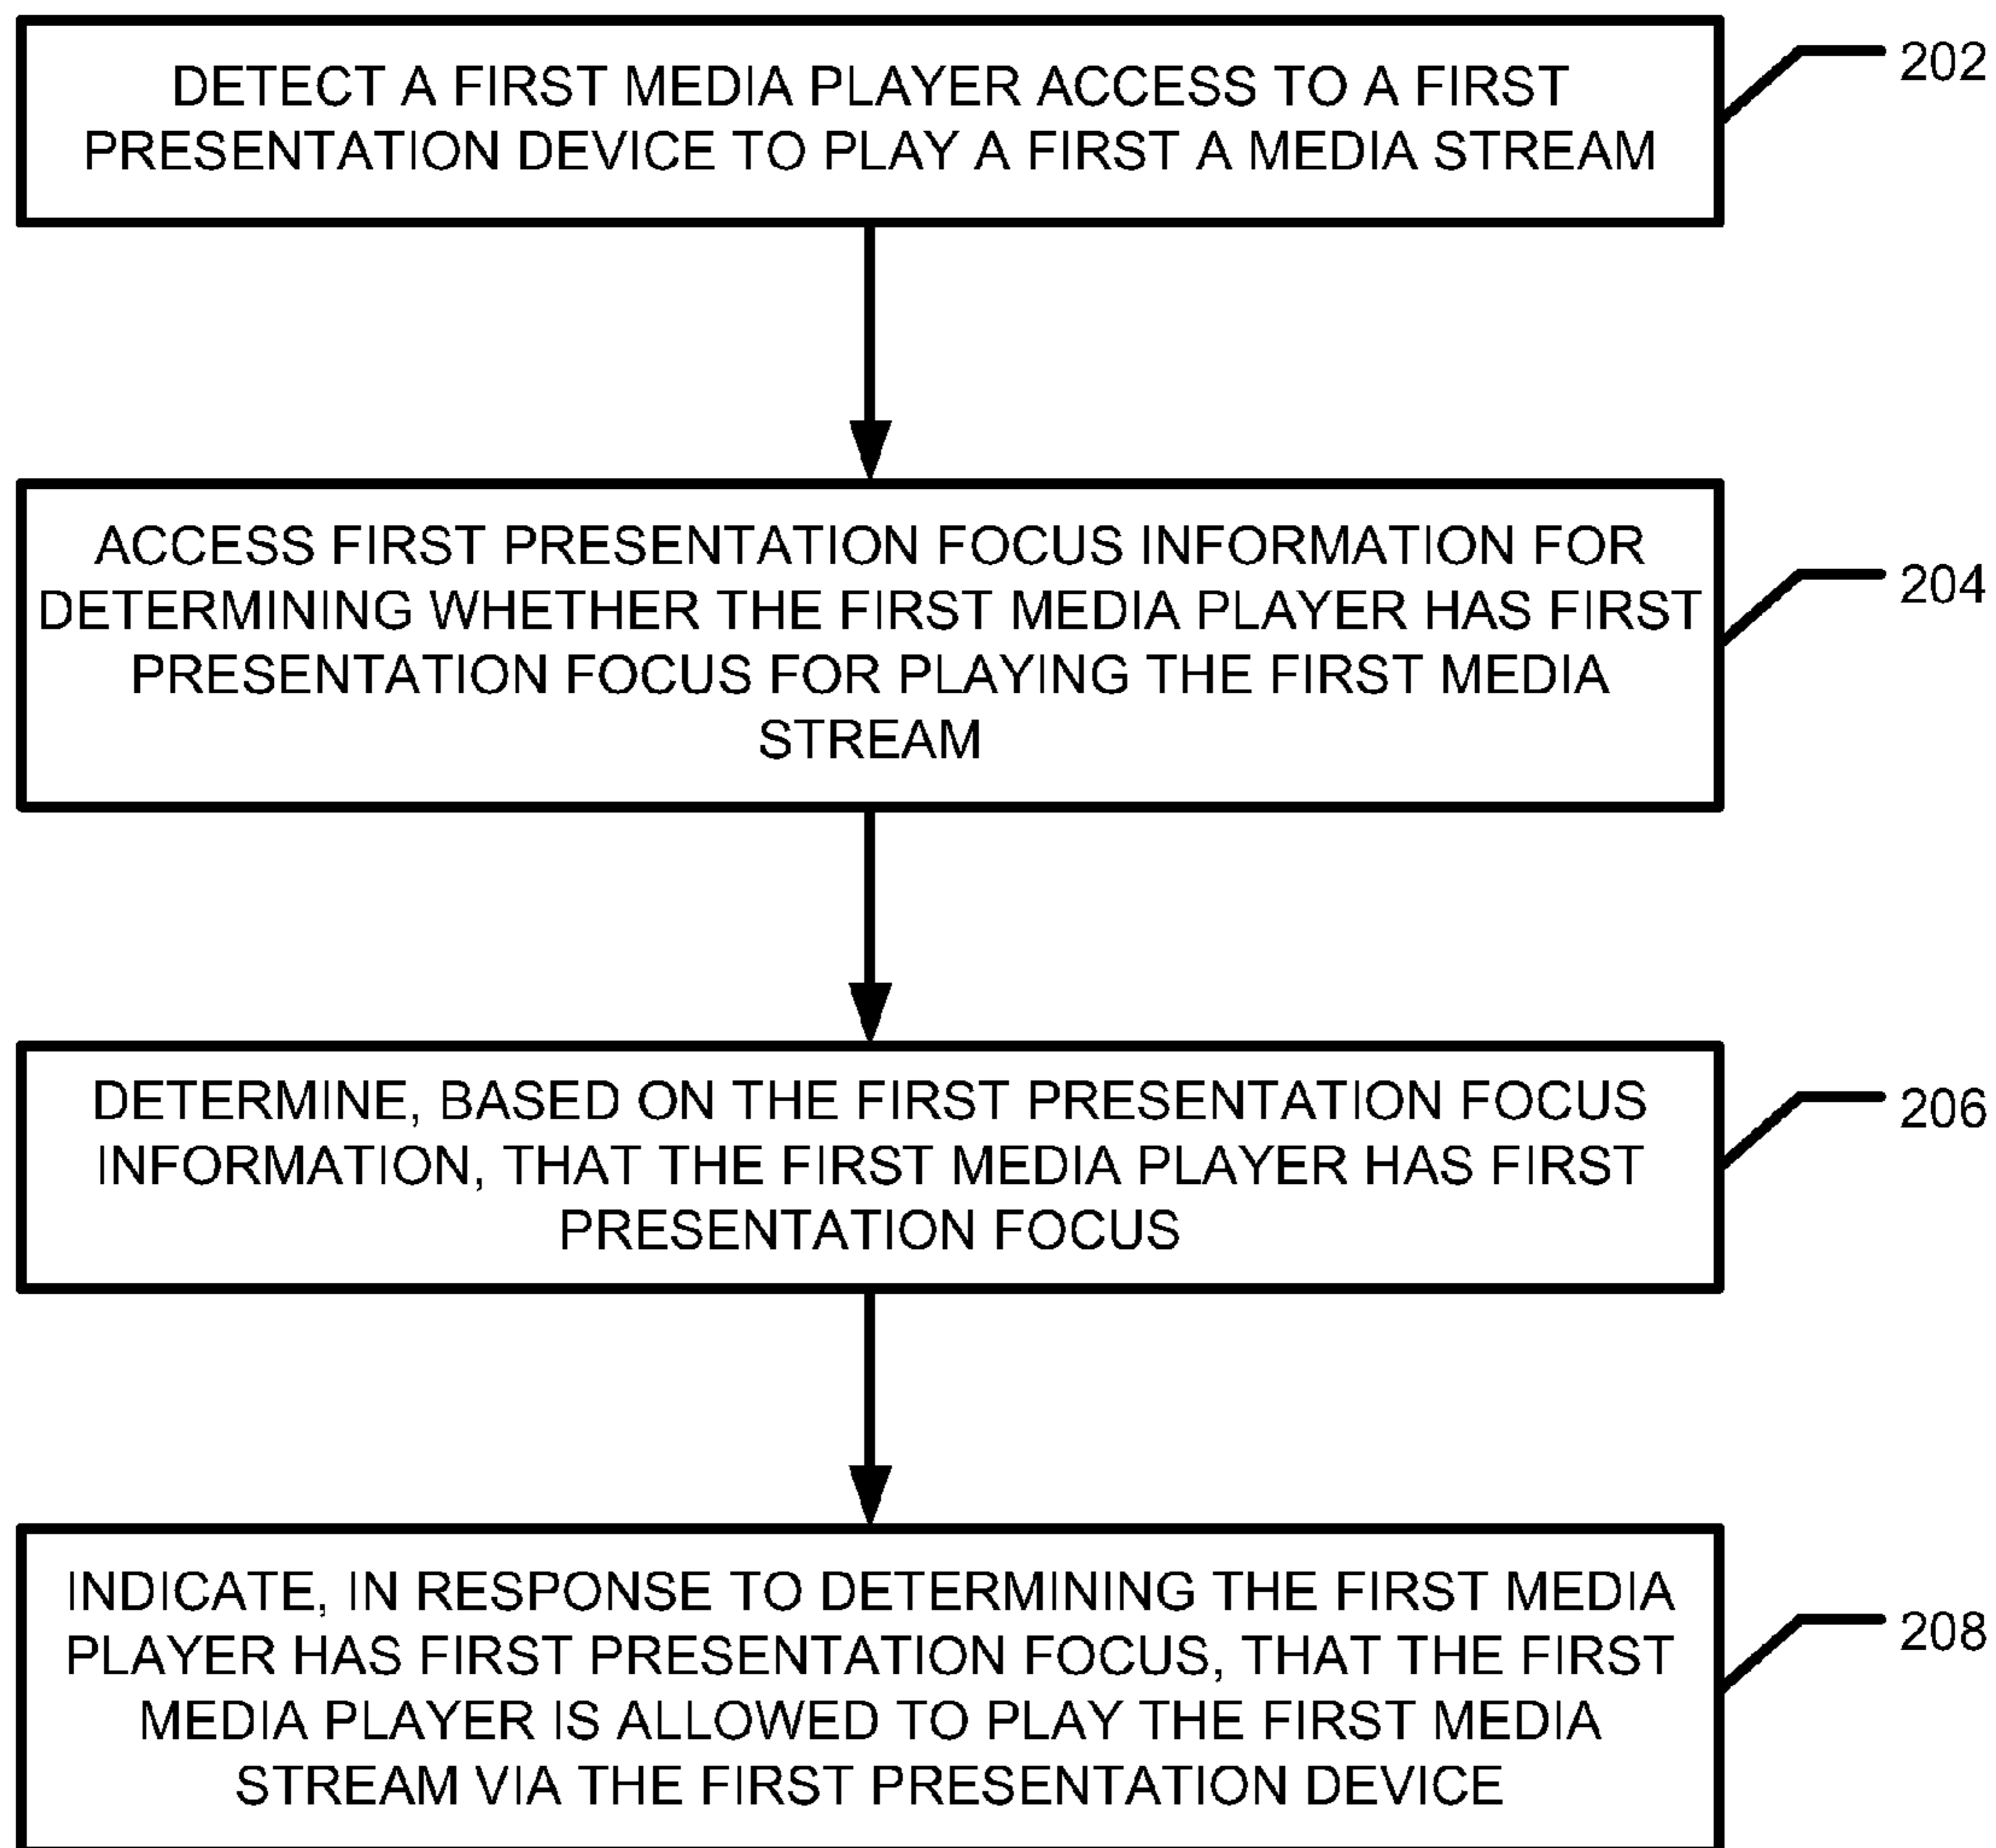 DETECT A FIRST MEDIA PLAYER ACCESS TO A FIRST
PRESENTATION DEVICE TO PLAY A FIRST A MEDIA STREAM
202
ACCESS FIRST PRESENTATION FOCUS INFORMATION FOR
DETERMINING WHETHER THE FIRST MEDIA PLAYER HAS FIRST
PRESENTATION FOCUS FOR PLAYING THE FIRST MEDIA
STREAM
204
DETERMINE, BASED ON THE FIRST PRESENTATION FOCUS
INFORMATION, THAT THE FIRST MEDIA PLAYER HAS FIRST
PRESENTATION FOCUS
206
INDICATE, IN RESPONSE TO DETERMINING THE FIRST MEDIA
PLAYER HAS FIRST PRESENTATION FOCUS, THAT THE FIRST
MEDIA PLAYER IS ALLOWED TO PLAY THE FIRST MEDIA
STREAM VIA THE FIRST PRESENTATION DEVICE
208